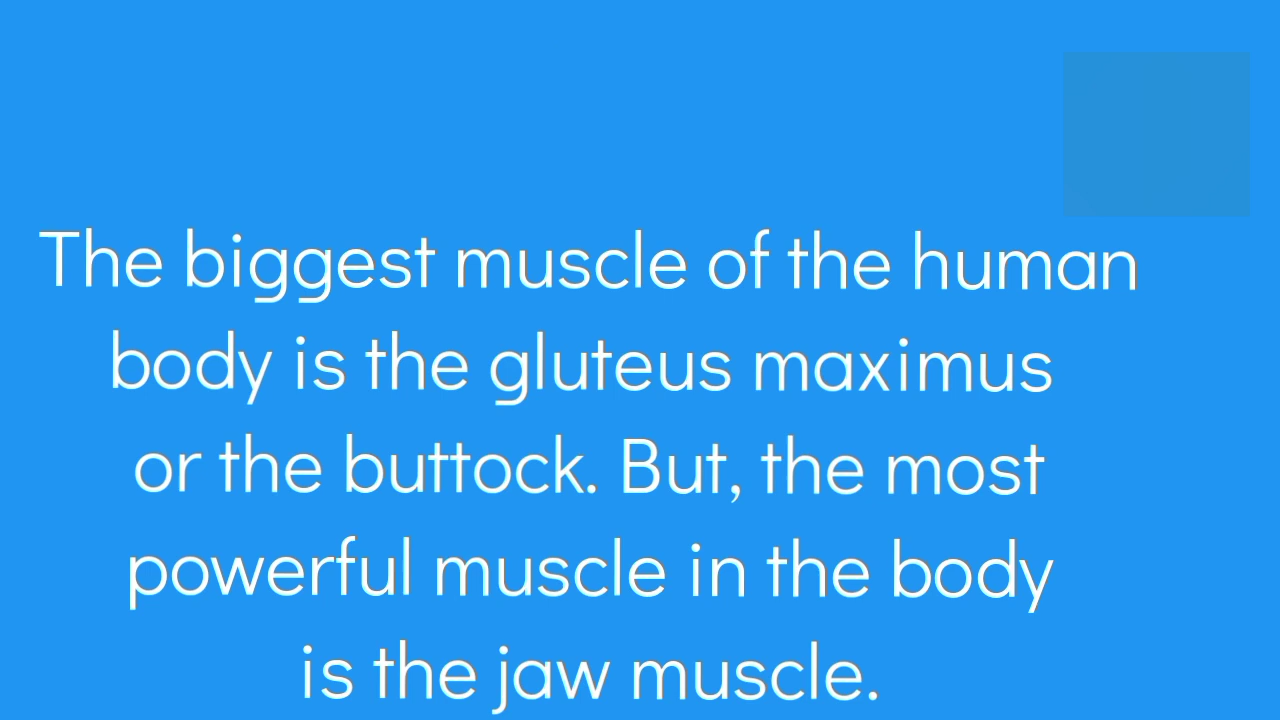 The biggest muscle of the human
body is the gluteus maximus
or the buttock. But, the most
powerful muscle in the body
is the jaw muscle.